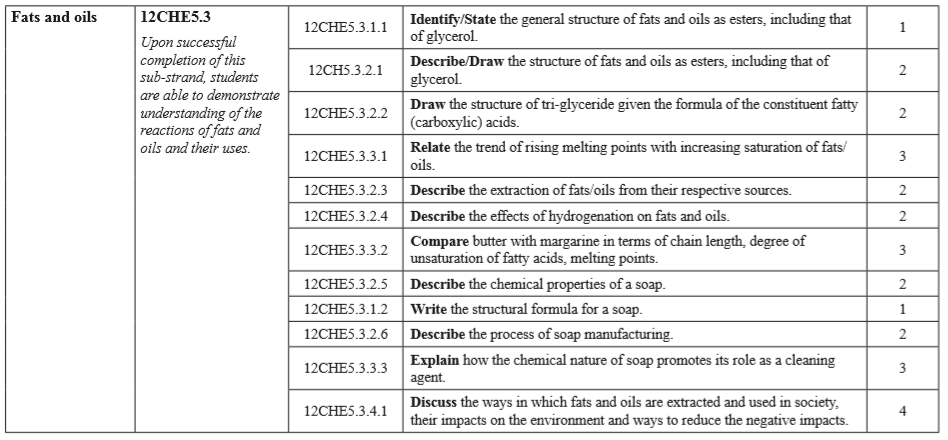 Fats and oils
12CHE5.3
Upon successful
completion of this
sub-strand, students
are able to demonstrate
understanding of the
reactions of fats and
oils and their uses.
12CHE5.3.1.1
Identify/State the general structure of fats and oils as esters, including that
of glycerol.
1
12CH5.3.2.1
Describe/Draw the structure of fats and oils as esters, including that of
glycerol.
2
12CHE5.3.2.2
Draw the structure of tri-glyceride given the formula of the constituent fatty
(carboxylic) acids.
2
12CHE5.3.3.1
Relate the trend of rising melting points with increasing saturation of fats/
oils.
3
12CHE5.3.2.3
Describe the extraction of fats/oils from their respective sources.
2
12CHE5.3.2.4
Describe the effects of hydrogenation on fats and oils.
2
12CHE5.3.3.2
Compare butter with margarine in terms of chain length, degree of
unsaturation of fatty acids, melting points.
3
12CHE5.3.2.5
Describe the chemical properties of a soap.
2
12CHE5.3.1.2
Write the structural formula for a soap.
1
12CHE5.3.2.6
Describe the process of soap manufacturing.
2
12CHE5.3.3.3
Explain how the chemical nature of soap promotes its role as a cleaning
agent.
3
12CHE5.3.4.1
Discuss the ways in which fats and oils are extracted and used in society,
their impacts on the environment and ways to reduce the negative impacts.
4